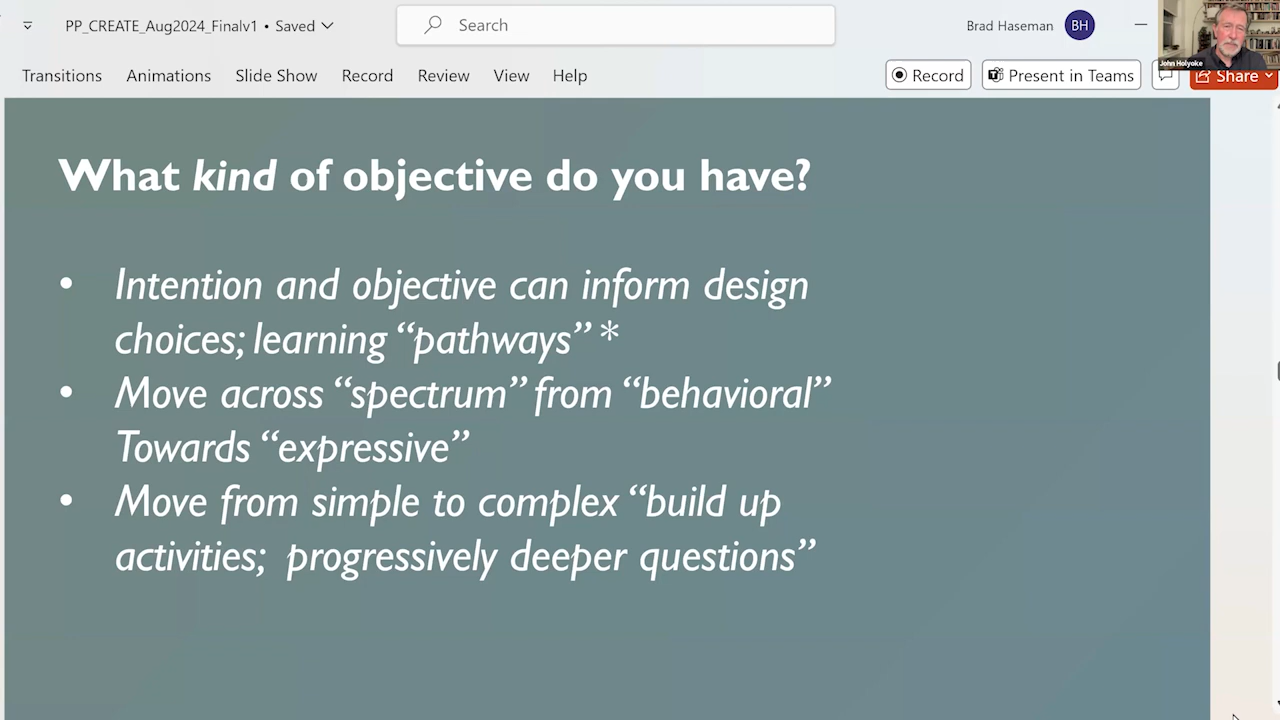 PP_CREATE_Aug2024_Finalv1 • Saved
Search
Brad Haseman BH
John Holyoke
Transitions Animations Slide Show Record Review View Help
Record Present in Teams Share
What kind of objective do you have?
• Intention and objective can inform design
choices; learning “pathways” *
• Move across “spectrum” from “behavioral”
Towards “expressive”
• Move from simple to complex “build up
activities; progressively deeper questions”